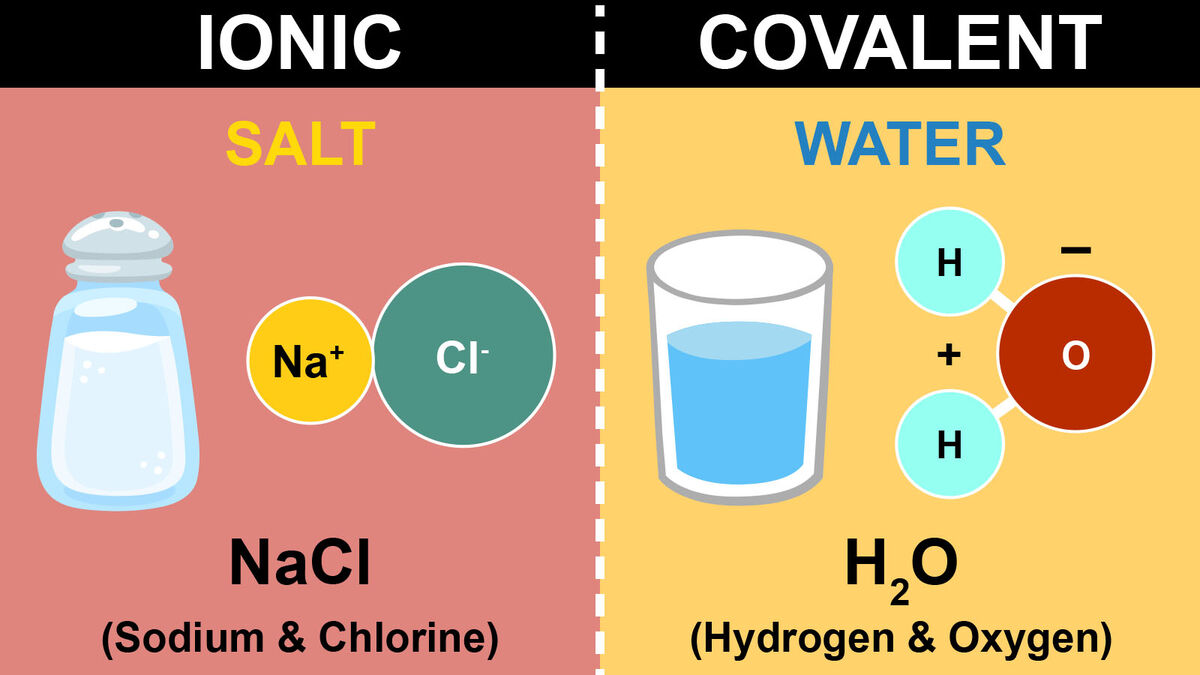 IONIC
SALT
Na⁺
Cl⁻
NaCl
(Sodium & Chlorine)
COVALENT
WATER
H
–
+
O
H
H₂O
(Hydrogen & Oxygen)